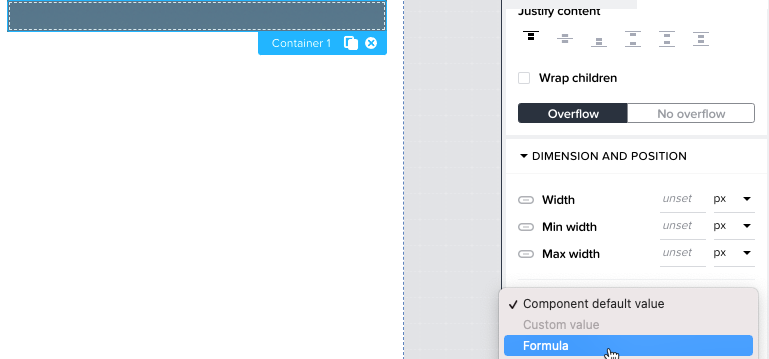 Justify content
Container 1
Wrap children
Overflow No overflow
DIMENSION AND POSITION
Width unset px
Min width unset px
Max width unset px
Component default value
Custom value
Formula